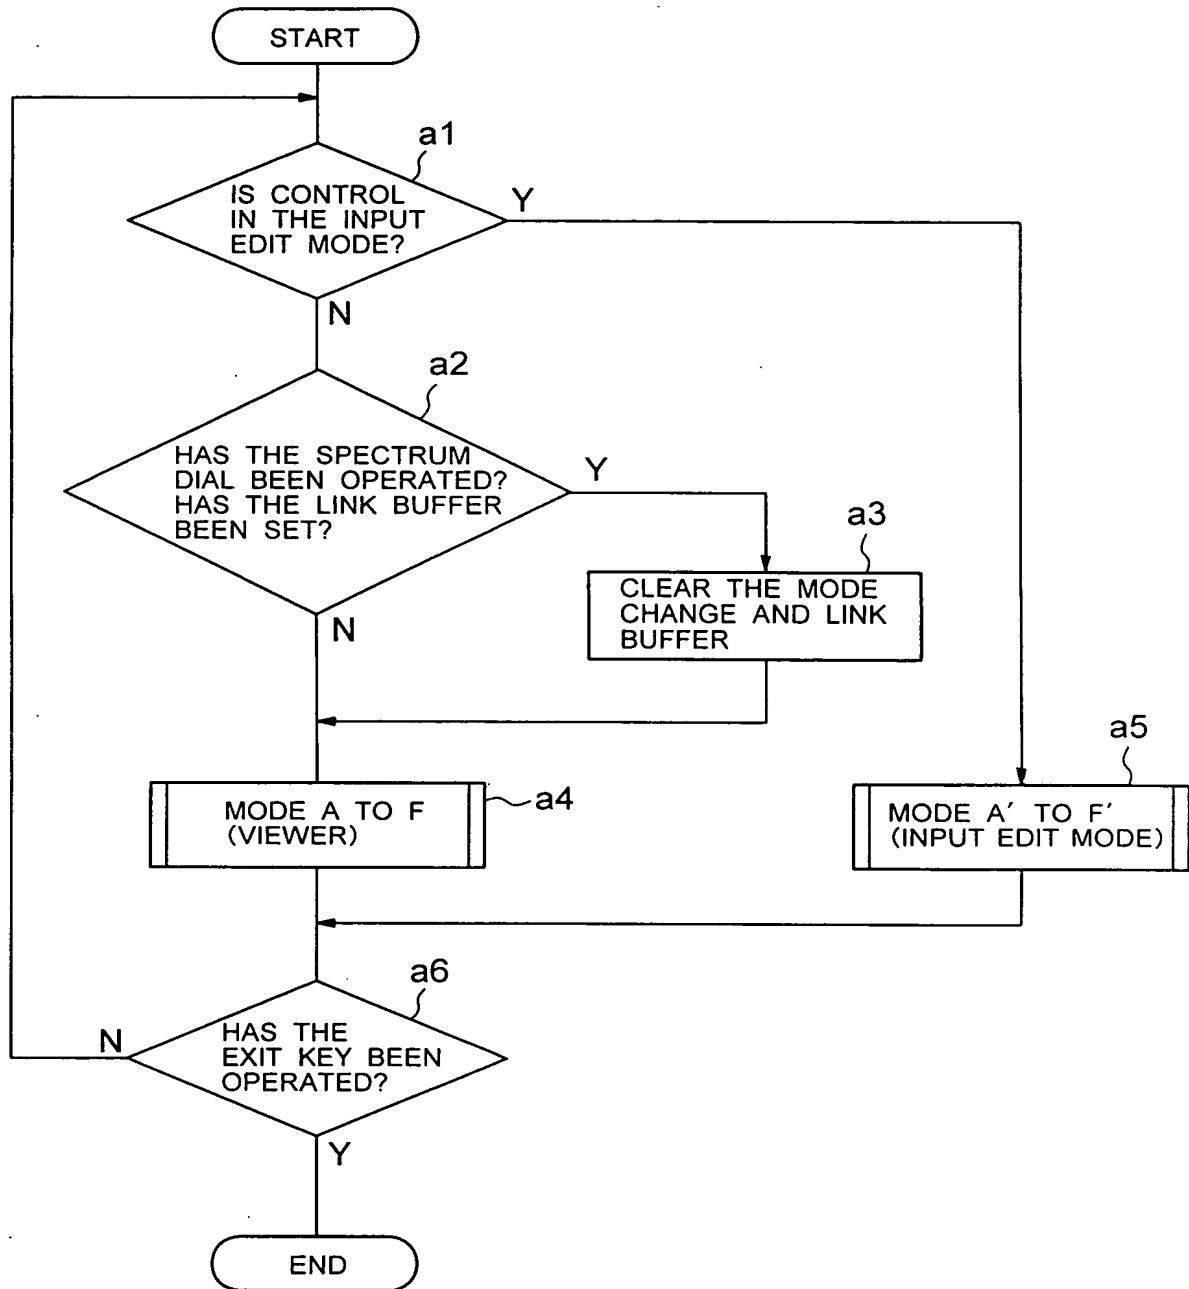 START
a1
IS CONTROL
IN THE INPUT
EDIT MODE?
Y
N
a2
HAS THE SPECTRUM
DIAL BEEN OPERATED?
HAS THE LINK BUFFER
BEEN SET?
Y
N
a3
CLEAR THE MODE
CHANGE AND LINK
BUFFER
MODE A TO F
(VIEWER)
a4
a5
MODE A′ TO F′
(INPUT EDIT MODE)
a6
HAS THE
EXIT KEY BEEN
OPERATED?
N
Y
END